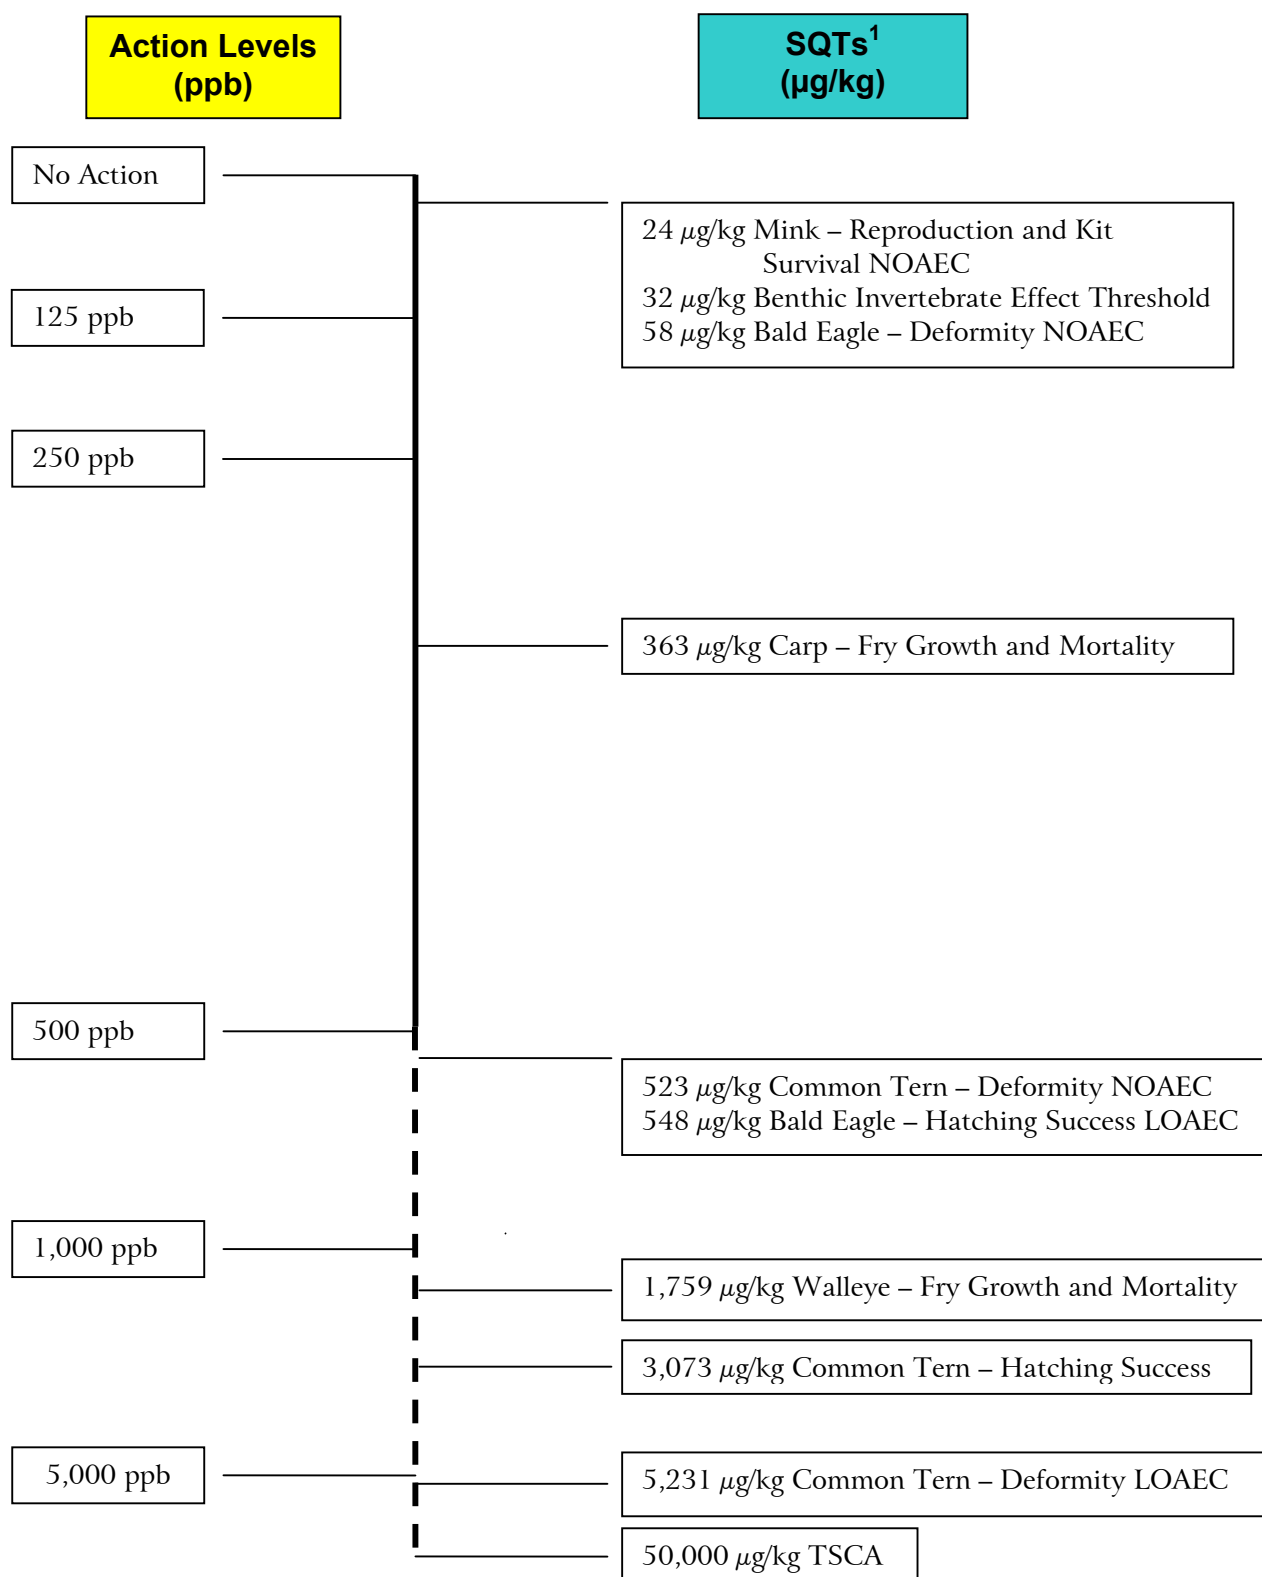 Action Levels
(ppb)
SQTs¹
(µg/kg)
No Action
24 µg/kg Mink – Reproduction and Kit
Survival NOAEC
32 µg/kg Benthic Invertebrate Effect Threshold
58 µg/kg Bald Eagle – Deformity NOAEC
125 ppb
250 ppb
363 µg/kg Carp – Fry Growth and Mortality
500 ppb
523 µg/kg Common Tern – Deformity NOAEC
548 µg/kg Bald Eagle – Hatching Success LOAEC
1,000 ppb
1,759 µg/kg Walleye – Fry Growth and Mortality
3,073 µg/kg Common Tern – Hatching Success
5,000 ppb
5,231 µg/kg Common Tern – Deformity LOAEC
50,000 µg/kg TSCA